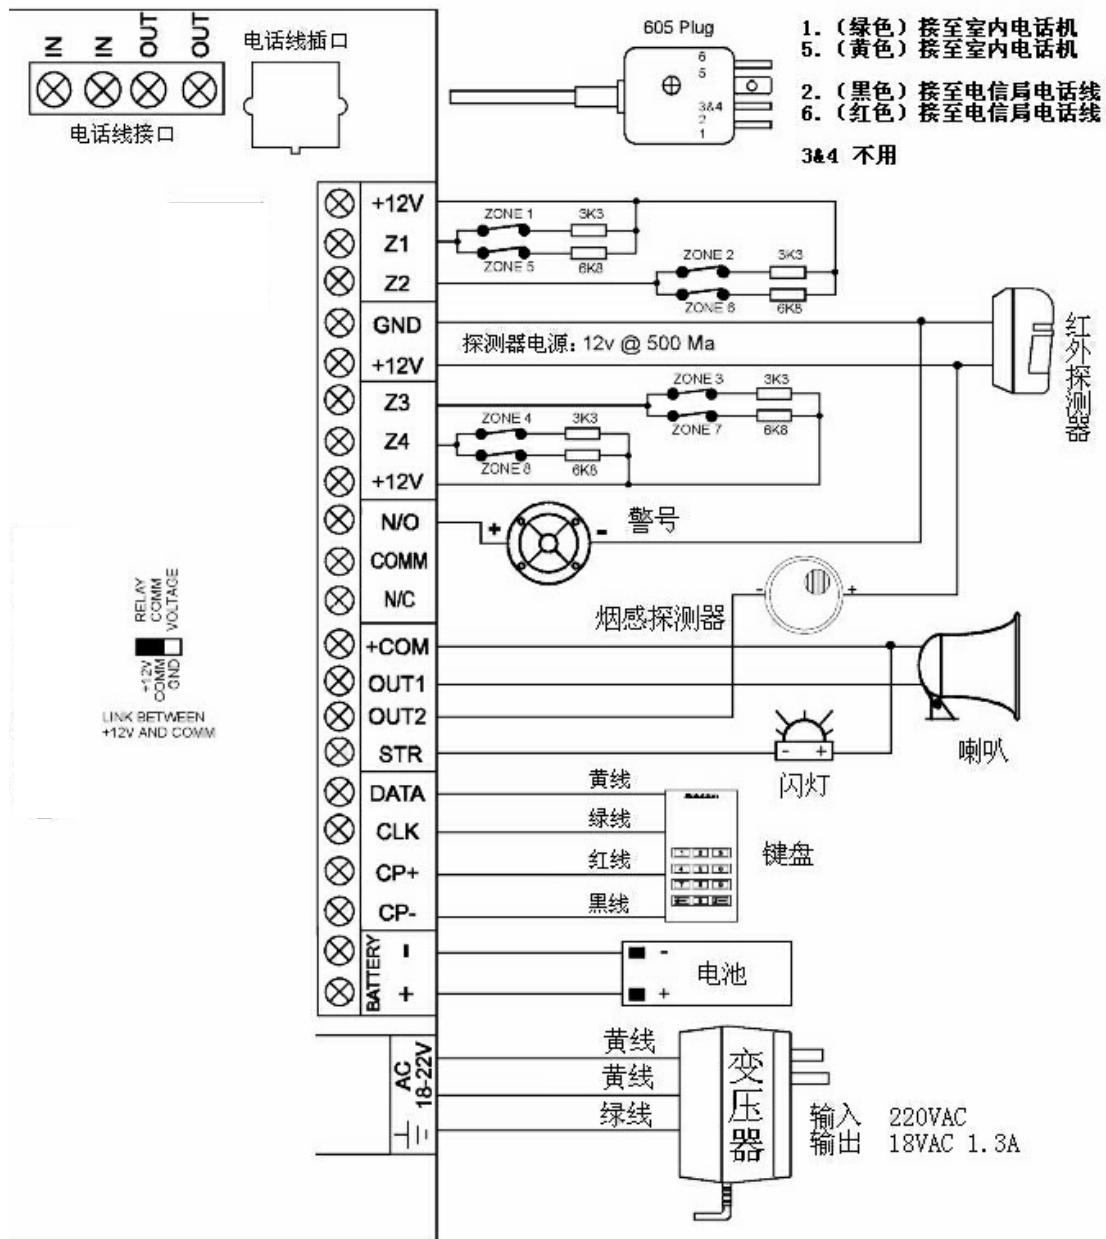 IN IN OUT OUT
电话线插口
电话线接口
605 Plug
6
5
3&4
2
1
1.（绿色）接至室内电话机
5.（黄色）接至室内电话机
2.（黑色）接至电信局电话线
6.（红色）接至电信局电话线
3&4 不用
+12V
ZONE 1 3K3
Z1
ZONE 5 6K8
ZONE 2 3K3
Z2
ZONE 6 6K8
GND
探测器电源：12v @ 500 Ma
+12V
红外探测器
ZONE 3 3K3
Z3
ZONE 7 6K8
ZONE 4 3K3
Z4
ZONE 8 6K8
+12V
N/O
+ - 警号
COMM
N/C
- +
烟感探测器
RELAY
COMM
VOLTAGE
+12V
COMM
GND
LINK BETWEEN
+12V AND COMM
+COM
OUT1
OUT2
STR
- +
闪灯
喇叭
DATA 黄线
CLK 绿线
CP+ 红线
CP- 黑线
1 2 3
4 5 6
7 8 9
键盘
BATTERY
-
+
-
+
电池
AC
18-22V
黄线
黄线
绿线
变压器
输入 220VAC
输出 18VAC 1.3A